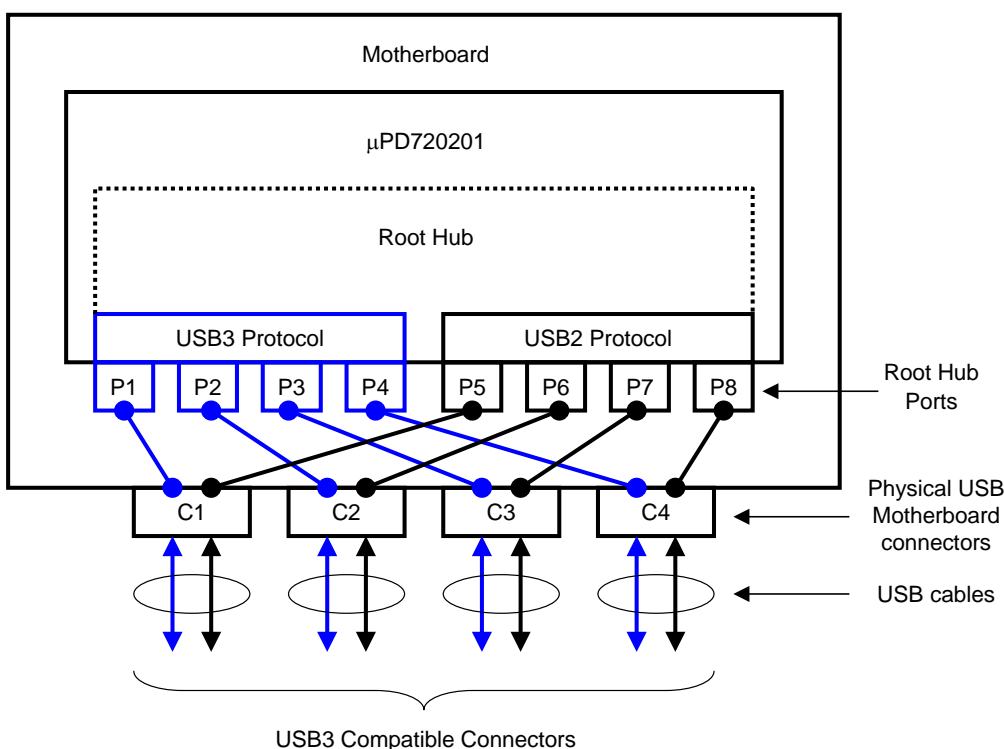 Motherboard
μPD720201
Root Hub
USB3 Protocol
USB2 Protocol
P1
P2
P3
P4
P5
P6
P7
P8
Root Hub
Ports
C1
C2
C3
C4
Physical USB
Motherboard
connectors
USB cables
USB3 Compatible Connectors